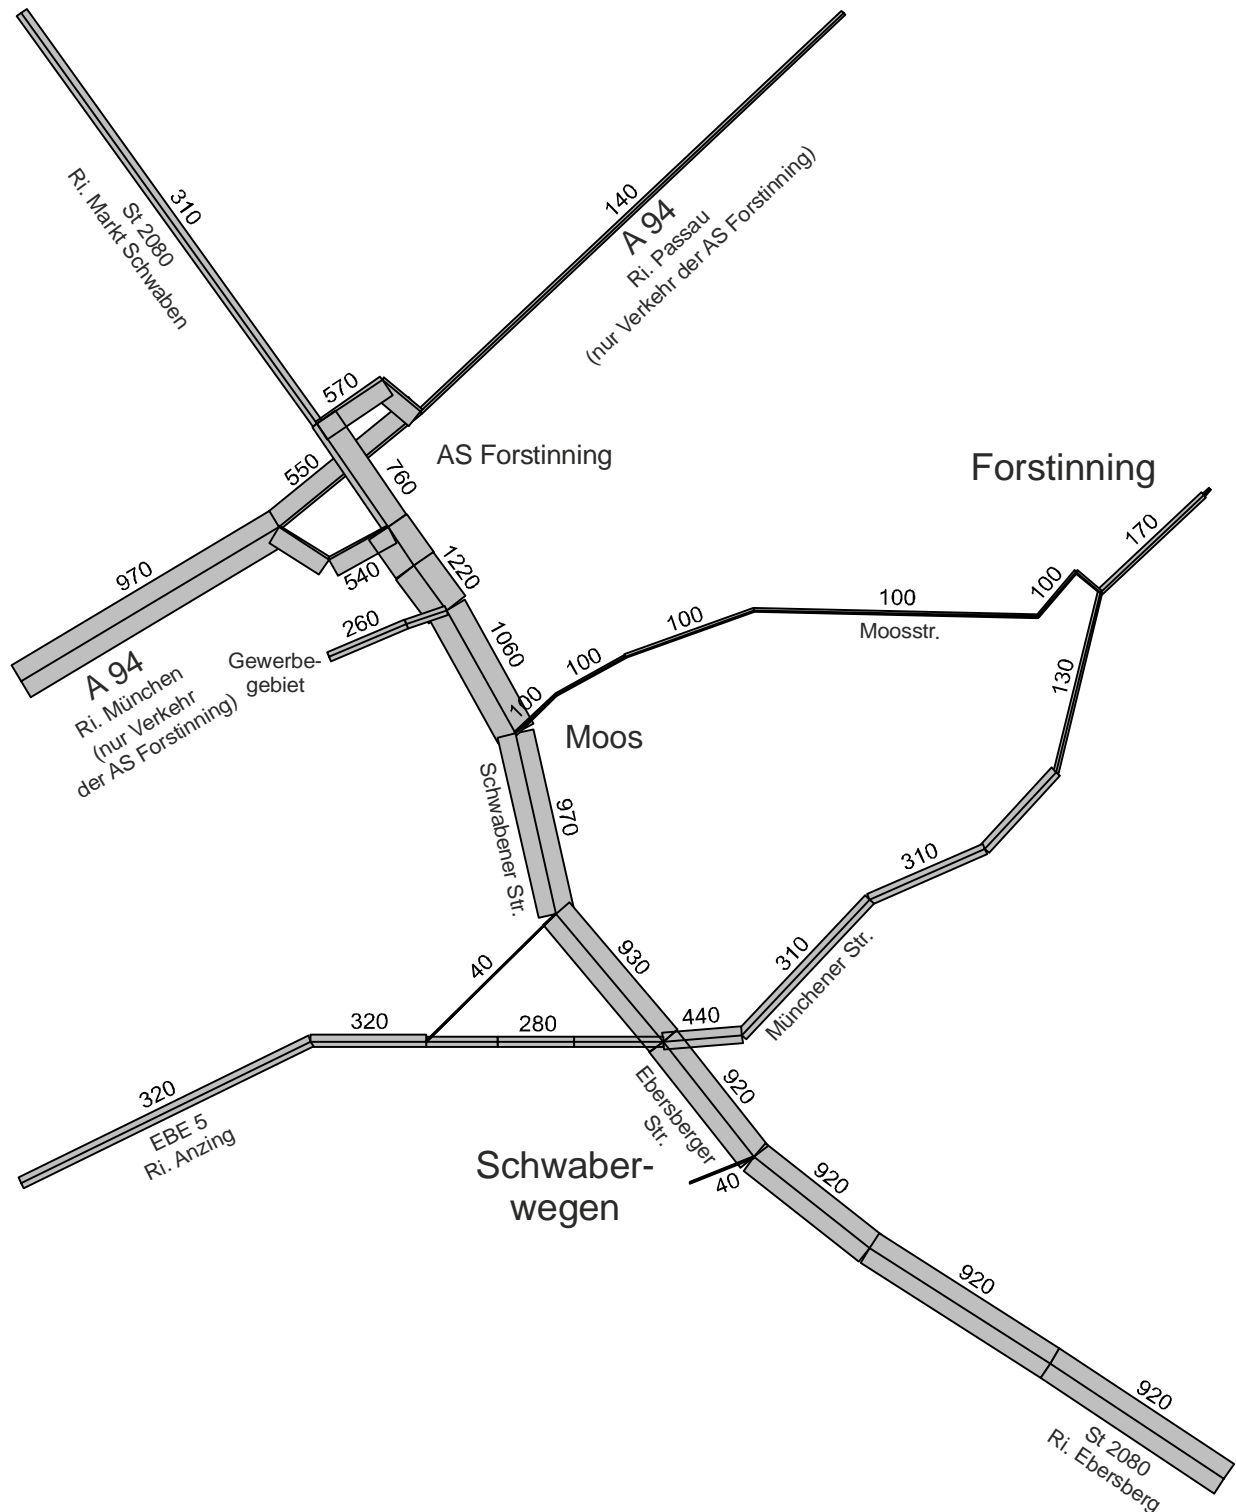 310
St 2080
Ri. Markt Schwaben
140
A 94
Ri. Passau
(nur Verkehr der AS Forstinning)
570
AS Forstinning
550
760
Forstinning
170
970
540
1220
100
100
260
1060
100
Moosstr.
Gewerbe-
gebiet
100
A 94
Ri. München
(nur Verkehr
der AS Forstinning)
100
Moos
130
Schwabener Str.
970
310
930
40
310
Münchener Str.
320
280
440
320
EBE 5
Ri. Anzing
Ebersberger
Str.
920
Schwaber-
wegen
40
920
920
920
St 2080
Ri. Ebersberg